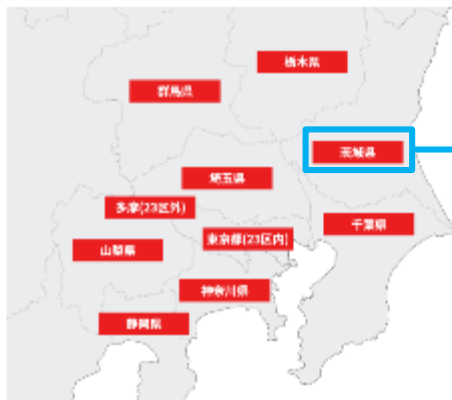 栃木県
群馬県
茨城県
埼玉県
多摩(23区外)
千葉県
東京都(23区内)
山梨県
神奈川県
静岡県